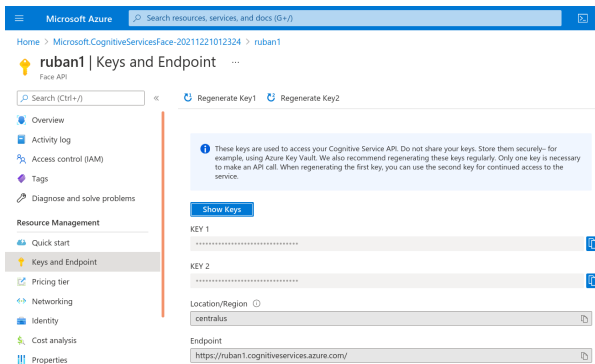 Microsoft Azure
Search resources, services, and docs (G+/)
Home > Microsoft.CognitiveServicesFace-20211221012324 > ruban1
ruban1 | Keys and Endpoint ...
Face API
Search (Ctrl+/)
«
Regenerate Key1 Regenerate Key2
Overview
Activity log
Access control (IAM)
Tags
Diagnose and solve problems
Resource Management
Quick start
Keys and Endpoint
Pricing tier
Networking
Identity
Cost analysis
Properties
These keys are used to access your Cognitive Service API. Do not share your keys. Store them securely– for
example, using Azure Key Vault. We also recommend regenerating these keys regularly. Only one key is necessary
to make an API call. When regenerating the first key, you can use the second key for continued access to the
service.
Show Keys
KEY 1
••••••••••••••••••••••••••••••••
KEY 2
••••••••••••••••••••••••••••••••
Location/Region
centralus
Endpoint
https://ruban1.cognitiveservices.azure.com/